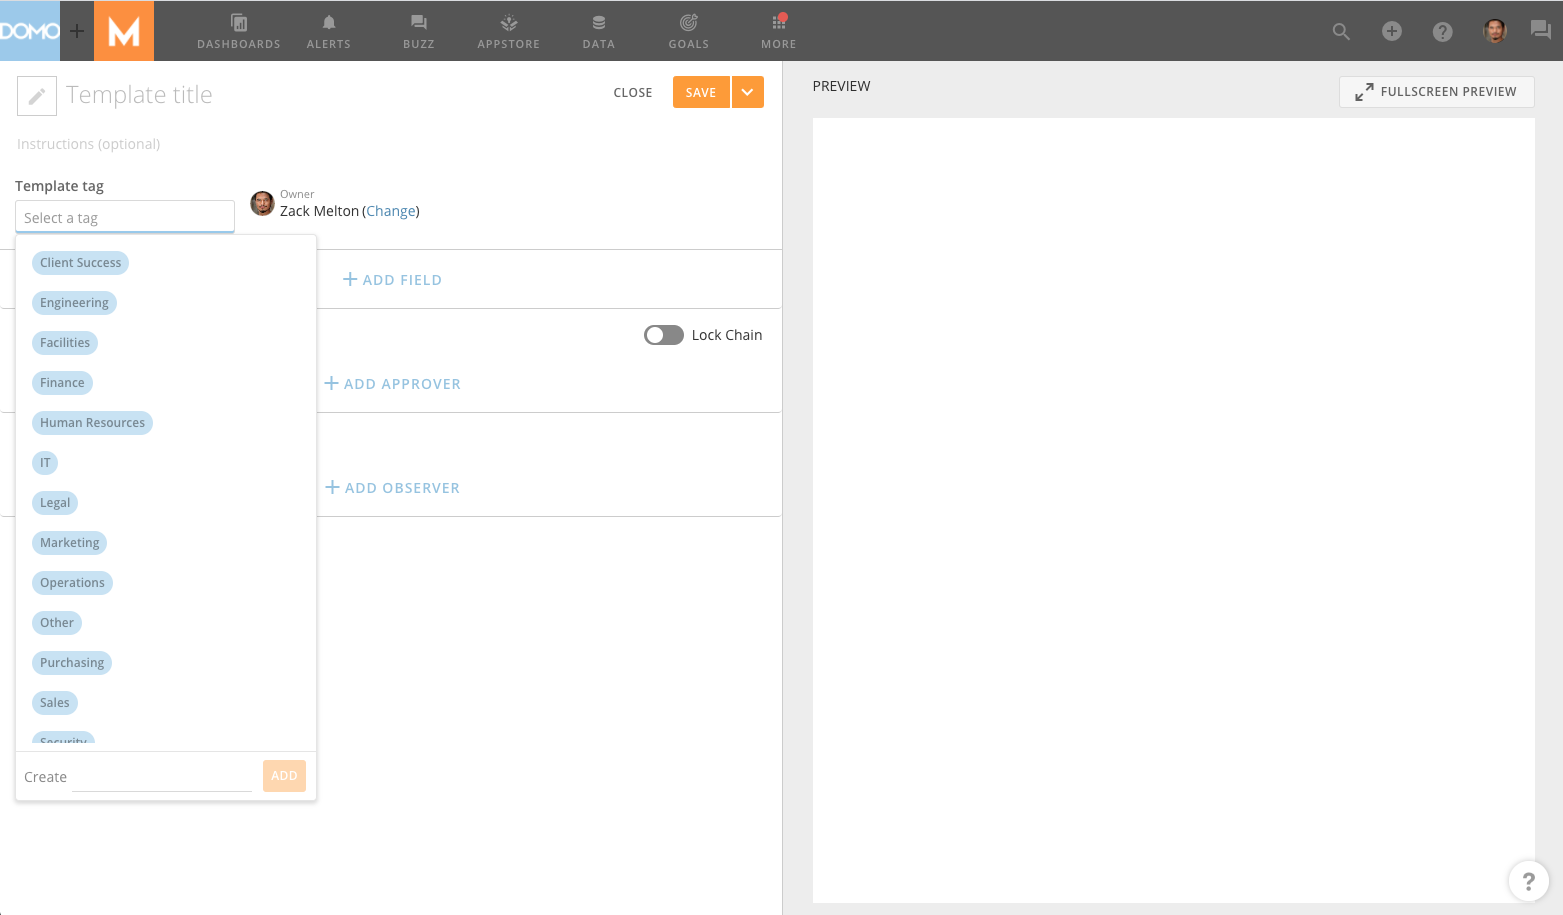 DOMO
M
DASHBOARDS
ALERTS
BUZZ
APPSTORE
DATA
GOALS
MORE
Template title
CLOSE
SAVE
Instructions (optional)
Template tag
Select a tag
Owner
Zack Melton (Change)
Client Success
Engineering
Facilities
Finance
Human Resources
IT
Legal
Marketing
Operations
Other
Purchasing
Sales
Security
Create
ADD
+ ADD FIELD
Lock Chain
+ ADD APPROVER
+ ADD OBSERVER
PREVIEW
FULLSCREEN PREVIEW
?